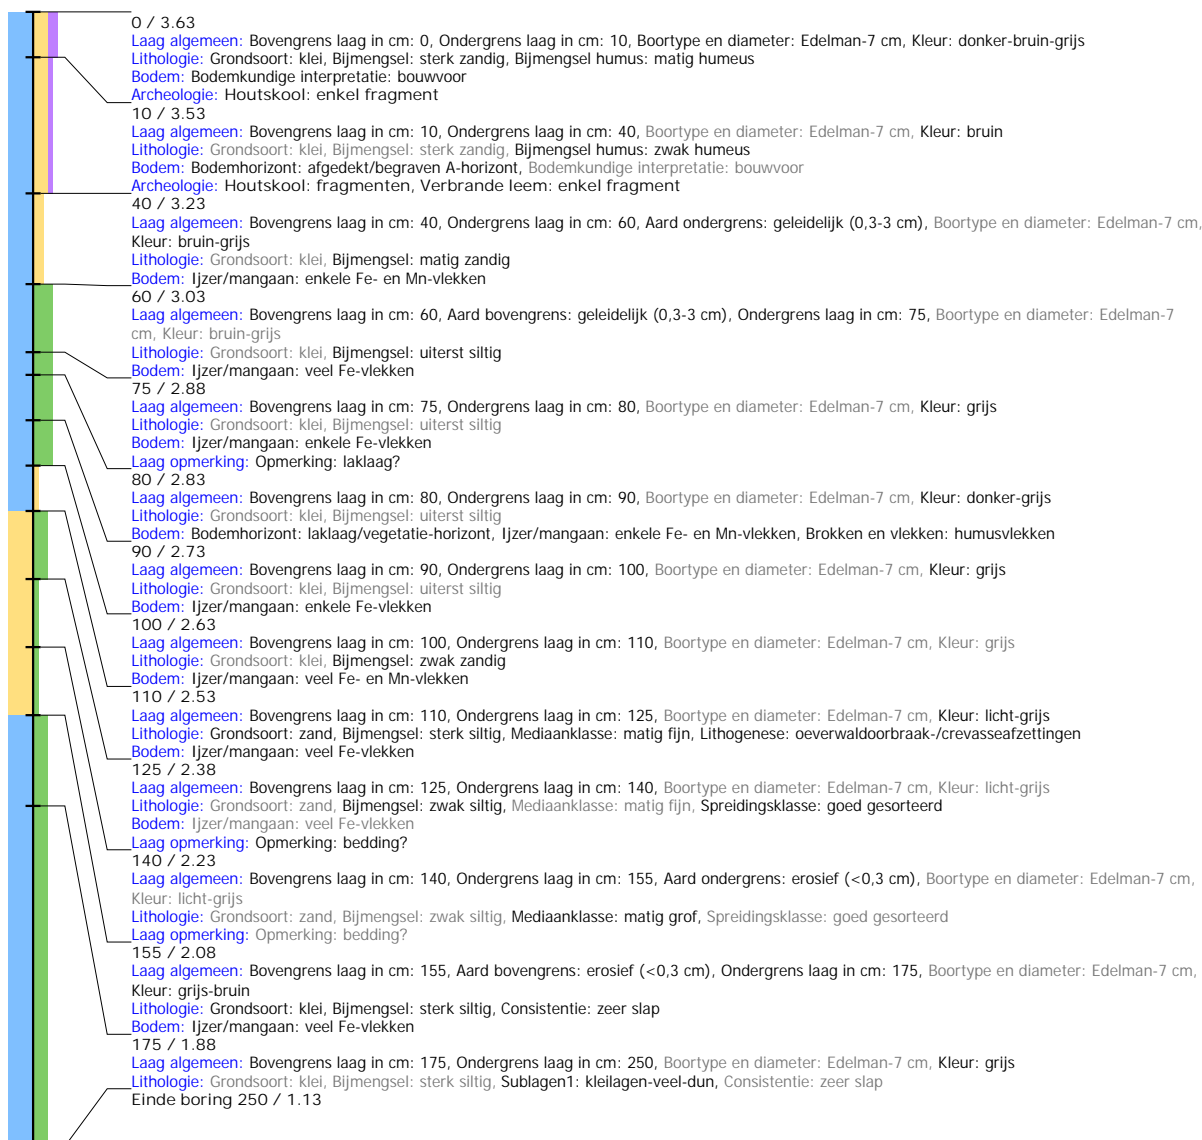 0 / 3.63
Laag algemeen: Bovengrens laag in cm: 0, Ondergrens laag in cm: 10, Boortype en diameter: Edelman-7 cm, Kleur: donker-bruin-grijs
Lithologie: Grondsoort: klei, Bijmengsel: sterk zandig, Bijmengsel humus: matig humeus
Bodem: Bodemkundige interpretatie: bouwvoor
Archeologie: Houtskool: enkel fragment
10 / 3.53
Laag algemeen: Bovengrens laag in cm: 10, Ondergrens laag in cm: 40, Boortype en diameter: Edelman-7 cm, Kleur: bruin
Lithologie: Grondsoort: klei, Bijmengsel: sterk zandig, Bijmengsel humus: zwak humeus
Bodem: Bodemhorizont: afgedekt/begraven A-horizont, Bodemkundige interpretatie: bouwvoor
Archeologie: Houtskool: fragmenten, Verbrande leem: enkel fragment
40 / 3.23
Laag algemeen: Bovengrens laag in cm: 40, Ondergrens laag in cm: 60, Aard ondergrens: geleidelijk (0,3-3 cm), Boortype en diameter: Edelman-7 cm,
Kleur: bruin-grijs
Lithologie: Grondsoort: klei, Bijmengsel: matig zandig
Bodem: Ijzer/mangaan: enkele Fe- en Mn-vlekken
60 / 3.03
Laag algemeen: Bovengrens laag in cm: 60, Aard bovengrens: geleidelijk (0,3-3 cm), Ondergrens laag in cm: 75, Boortype en diameter: Edelman-7
cm, Kleur: bruin-grijs
Lithologie: Grondsoort: klei, Bijmengsel: uiterst siltig
Bodem: Ijzer/mangaan: veel Fe-vlekken
75 / 2.88
Laag algemeen: Bovengrens laag in cm: 75, Ondergrens laag in cm: 80, Boortype en diameter: Edelman-7 cm, Kleur: grijs
Lithologie: Grondsoort: klei, Bijmengsel: uiterst siltig
Bodem: Ijzer/mangaan: enkele Fe-vlekken
Laag opmerking: Opmerking: laklaag?
80 / 2.83
Laag algemeen: Bovengrens laag in cm: 80, Ondergrens laag in cm: 90, Boortype en diameter: Edelman-7 cm, Kleur: donker-grijs
Lithologie: Grondsoort: klei, Bijmengsel: uiterst siltig
Bodem: Bodemhorizont: laklaag/vegetatie-horizont, Ijzer/mangaan: enkele Fe- en Mn-vlekken, Brokken en vlekken: humusvlekken
90 / 2.73
Laag algemeen: Bovengrens laag in cm: 90, Ondergrens laag in cm: 100, Boortype en diameter: Edelman-7 cm, Kleur: grijs
Lithologie: Grondsoort: klei, Bijmengsel: uiterst siltig
Bodem: Ijzer/mangaan: enkele Fe-vlekken
100 / 2.63
Laag algemeen: Bovengrens laag in cm: 100, Ondergrens laag in cm: 110, Boortype en diameter: Edelman-7 cm, Kleur: grijs
Lithologie: Grondsoort: klei, Bijmengsel: zwak zandig
Bodem: Ijzer/mangaan: veel Fe- en Mn-vlekken
110 / 2.53
Laag algemeen: Bovengrens laag in cm: 110, Ondergrens laag in cm: 125, Boortype en diameter: Edelman-7 cm, Kleur: licht-grijs
Lithologie: Grondsoort: zand, Bijmengsel: sterk siltig, Mediaanklasse: matig fijn, Lithogenese: oeverwaldoorbraak-/crevasseafzettingen
Bodem: Ijzer/mangaan: veel Fe-vlekken
125 / 2.38
Laag algemeen: Bovengrens laag in cm: 125, Ondergrens laag in cm: 140, Boortype en diameter: Edelman-7 cm, Kleur: licht-grijs
Lithologie: Grondsoort: zand, Bijmengsel: zwak siltig, Mediaanklasse: matig fijn, Spreidingsklasse: goed gesorteerd
Bodem: Ijzer/mangaan: veel Fe-vlekken
Laag opmerking: Opmerking: bedding?
140 / 2.23
Laag algemeen: Bovengrens laag in cm: 140, Ondergrens laag in cm: 155, Aard ondergrens: erosief (<0,3 cm), Boortype en diameter: Edelman-7 cm,
Kleur: licht-grijs
Lithologie: Grondsoort: zand, Bijmengsel: zwak siltig, Mediaanklasse: matig grof, Spreidingsklasse: goed gesorteerd
Laag opmerking: Opmerking: bedding?
155 / 2.08
Laag algemeen: Bovengrens laag in cm: 155, Aard bovengrens: erosief (<0,3 cm), Ondergrens laag in cm: 175, Boortype en diameter: Edelman-7 cm,
Kleur: grijs-bruin
Lithologie: Grondsoort: klei, Bijmengsel: sterk siltig, Consistentie: zeer slap
Bodem: Ijzer/mangaan: veel Fe-vlekken
175 / 1.88
Laag algemeen: Bovengrens laag in cm: 175, Ondergrens laag in cm: 250, Boortype en diameter: Edelman-7 cm, Kleur: grijs
Lithologie: Grondsoort: klei, Bijmengsel: sterk siltig, Sublagen1: kleilagen-veel-dun, Consistentie: zeer slap
Einde boring 250 / 1.13